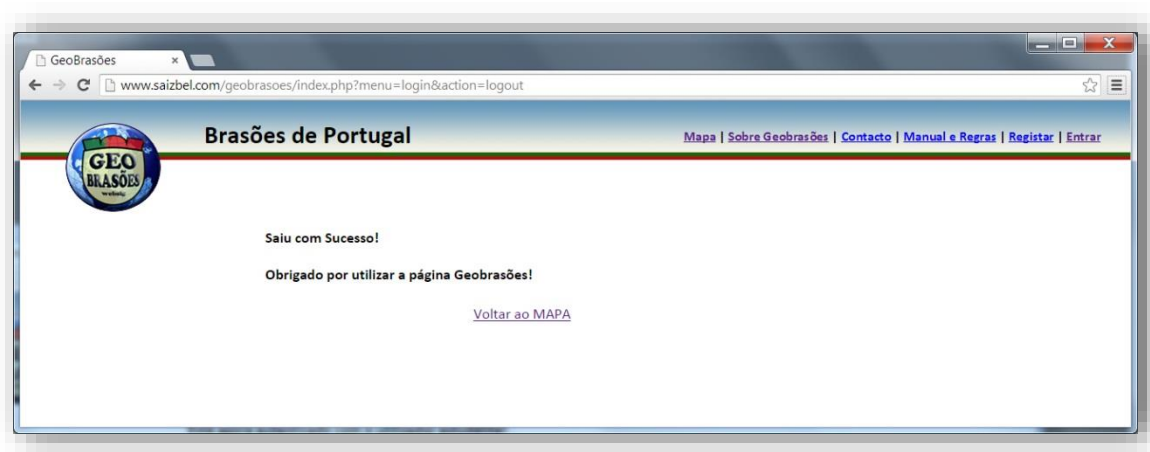 GeoBrasões
www.saizbel.com/geobrasoes/index.php?menu=login&action=logout
Brasões de Portugal
Mapa | Sobre Geobrasões | Contacto | Manual e Regras | Registar | Entrar
GEO
BRASÕES
Saiu com Sucesso!
Obrigado por utilizar a página Geobrasões!
Voltar ao MAPA